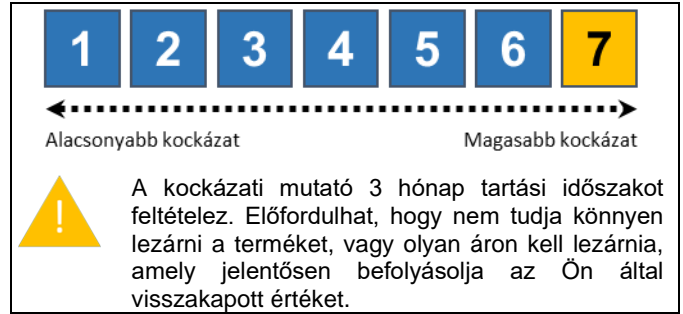 1 2 3 4 5 6 7
Alacsonyabb kockázat Magasabb kockázat
A kockázati mutató 3 hónap tartási időszakot
feltételez. Előfordulhat, hogy nem tudja könnyen
lezárni a terméket, vagy olyan áron kell lezárnia,
amely jelentősen befolyásolja az Ön által
visszakapott értéket.